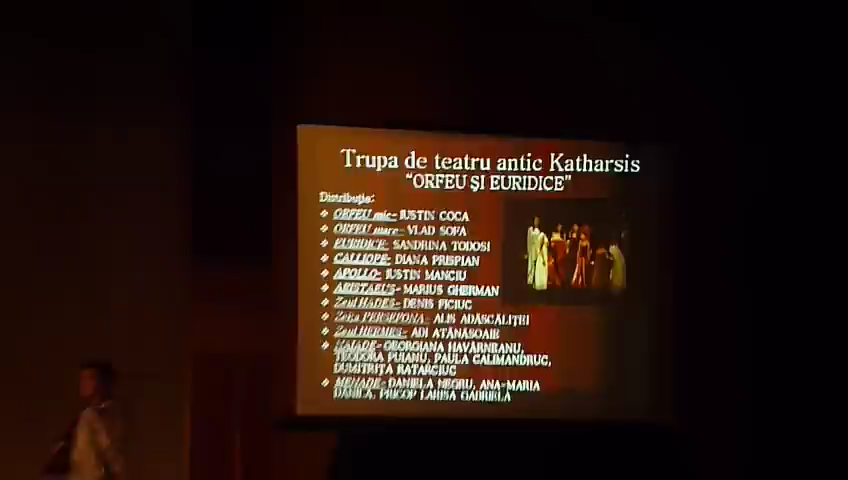 Trupa de teatru antic Katharsis
"ORFEU ŞI EURIDICE"
Distribuţia:
❖ ORFEU mic- IUSTIN COCA
❖ ORFEU mare- VLAD SOFA
❖ EURIDICE- SANDRINA TODOSI
❖ CALLIOPE- DIANA PRISPIAN
❖ APOLLO- IUSTIN MANCIU
❖ ARISTAEUS- MARIUS GHERMAN
❖ Zeul HADES- DENIS FICIUC
❖ Zeiţa PERSEFONA- ALIS ADĂSCĂLIŢEI
❖ Zeul HERMES- ADI ATĂNĂSOAIE
❖ NAIADE- GEORGIANA HAVÂRNEANU,
TEODORA PUIANU, PAULA CALIMANDRUC,
DUMITRIŢA RATARCIUC
❖ MENADE- DANIELA NEGRU, ANA-MARIA
DANILA, PRICOP LARISA GABRIELA